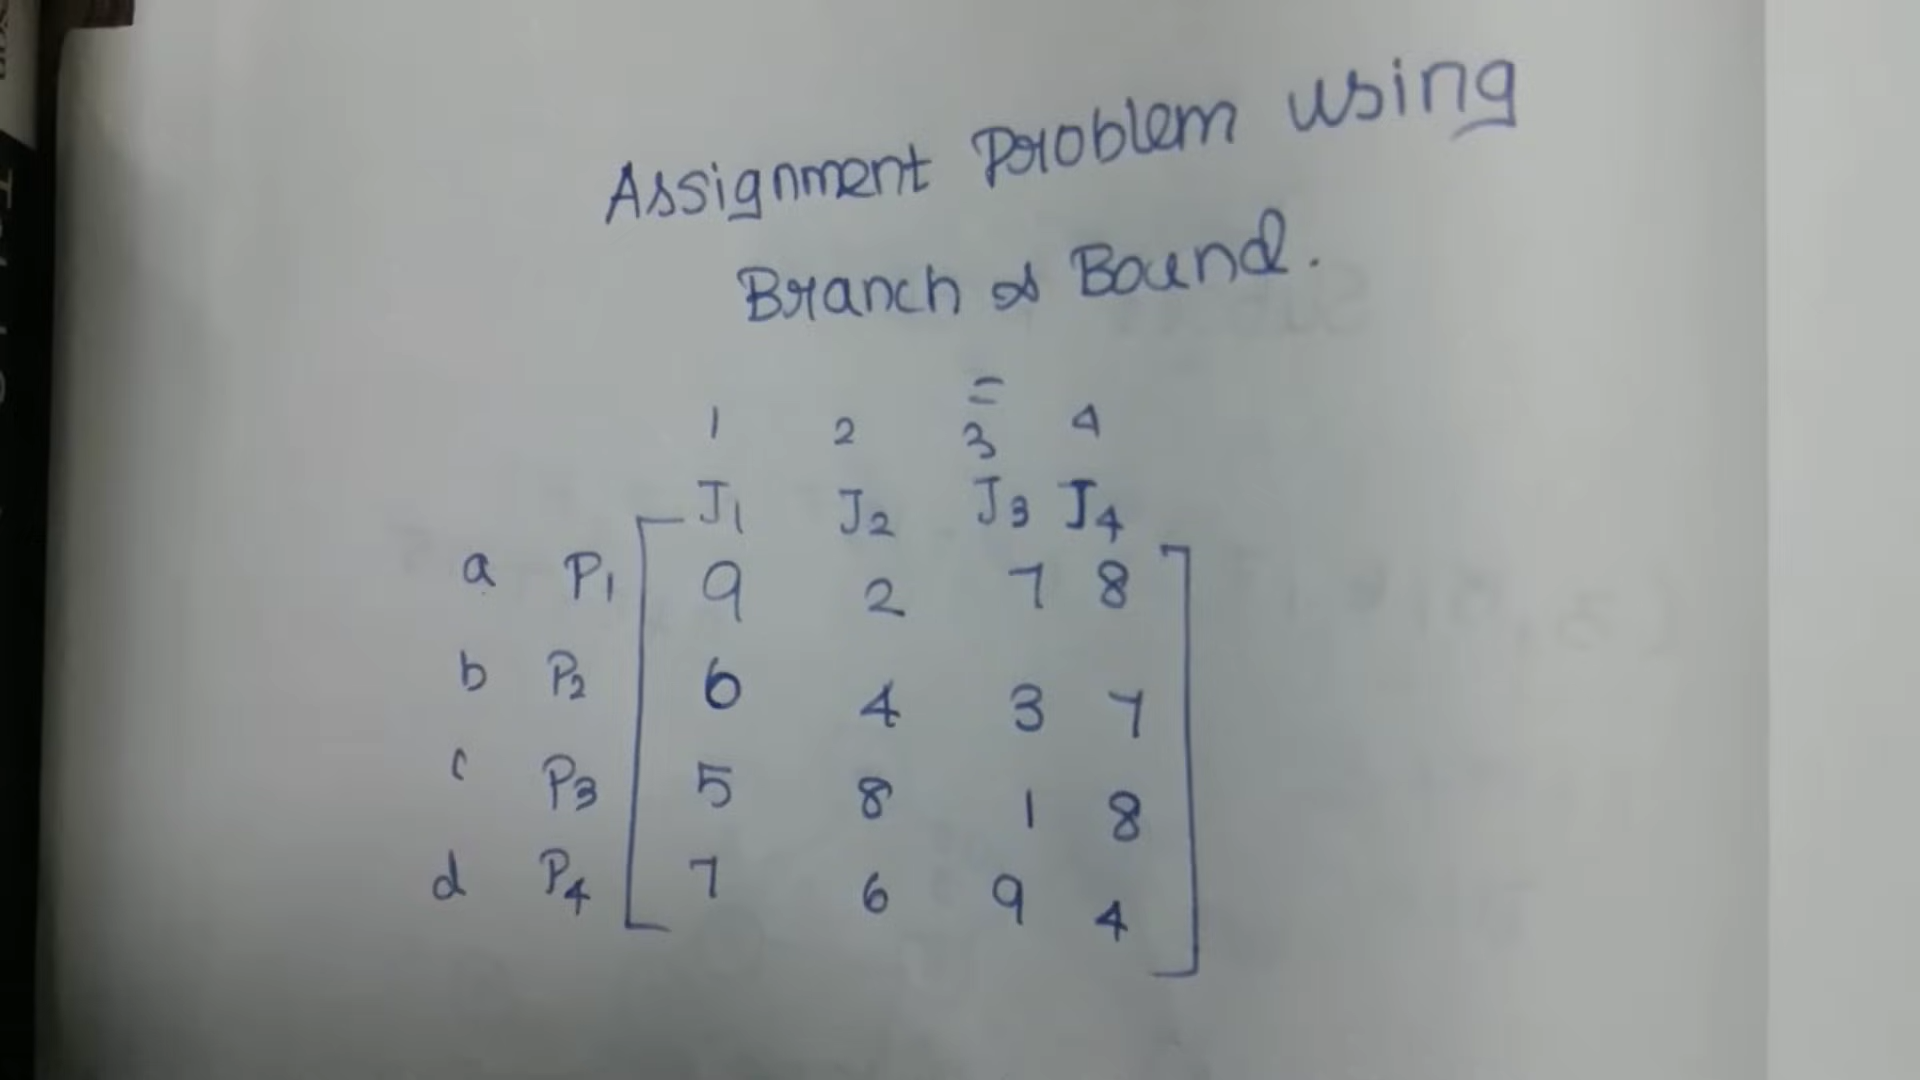 Assignment Problem using
Branch & Bound.
1 2 3 4
J1 J2 J3 J4
a P1 9 2 7 8
b P2 6 4 3 7
c P3 5 8 1 8
d P4 7 6 9 4